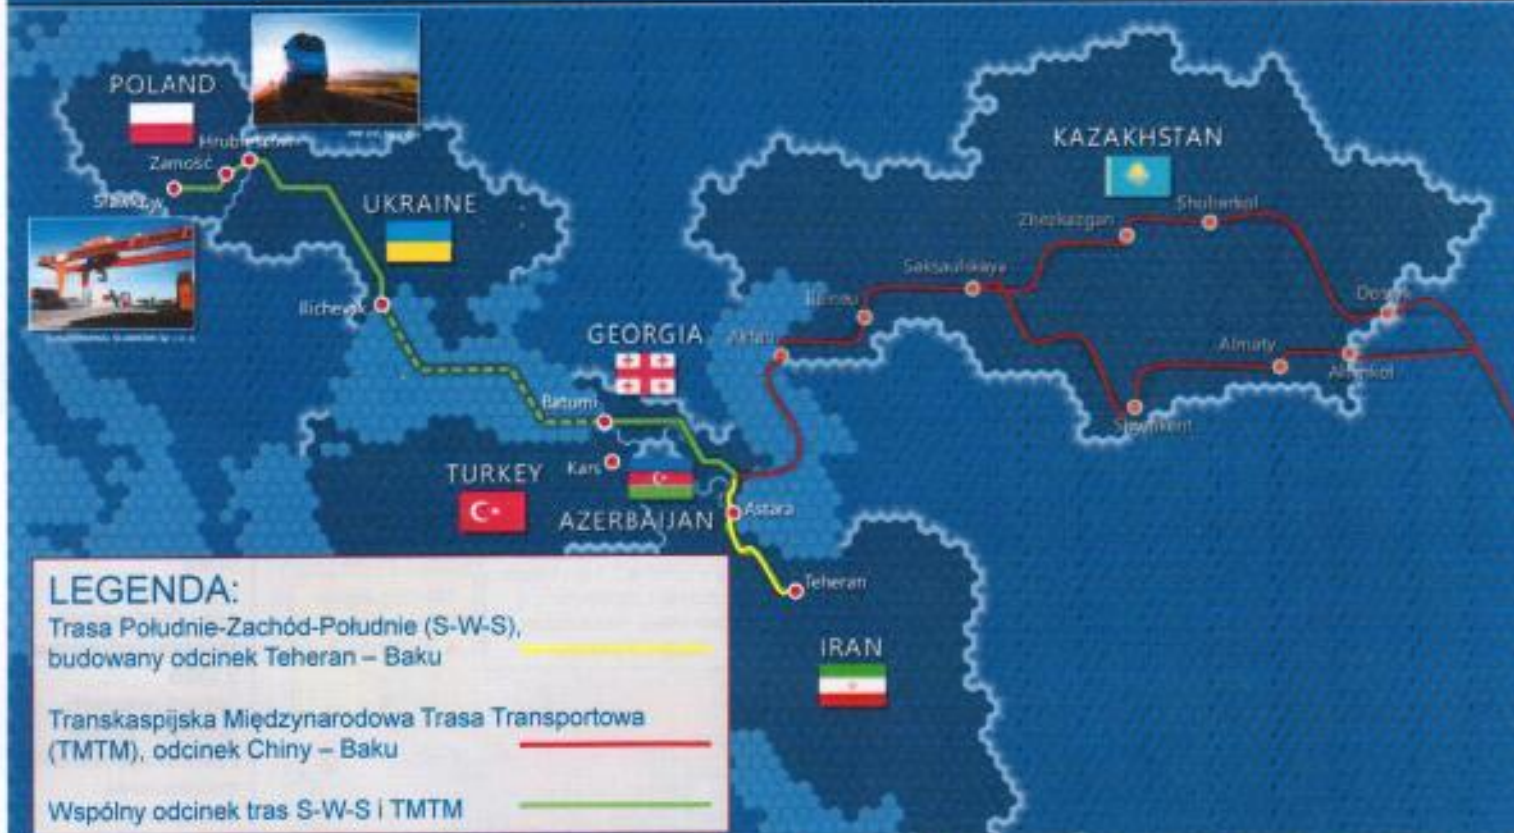 POLAND
Zamość
UKRAINE
Ilichevsk
GEORGIA
Batumi
Kars
TURKEY
AZERBAIJAN
Astara
Teheran
IRAN
KAZAKHSTAN
Zhezkazgan
Shubarkol
Saksaulskaya
Aktau
Dostyk
Almaty
Altynkol
Shymkent
LEGENDA:
Trasa Południe-Zachód-Południe (S-W-S),
budowany odcinek Teheran – Baku
Transkaspijska Międzynarodowa Trasa Transportowa
(TMTM), odcinek Chiny – Baku
Wspólny odcinek tras S-W-S i TMTM